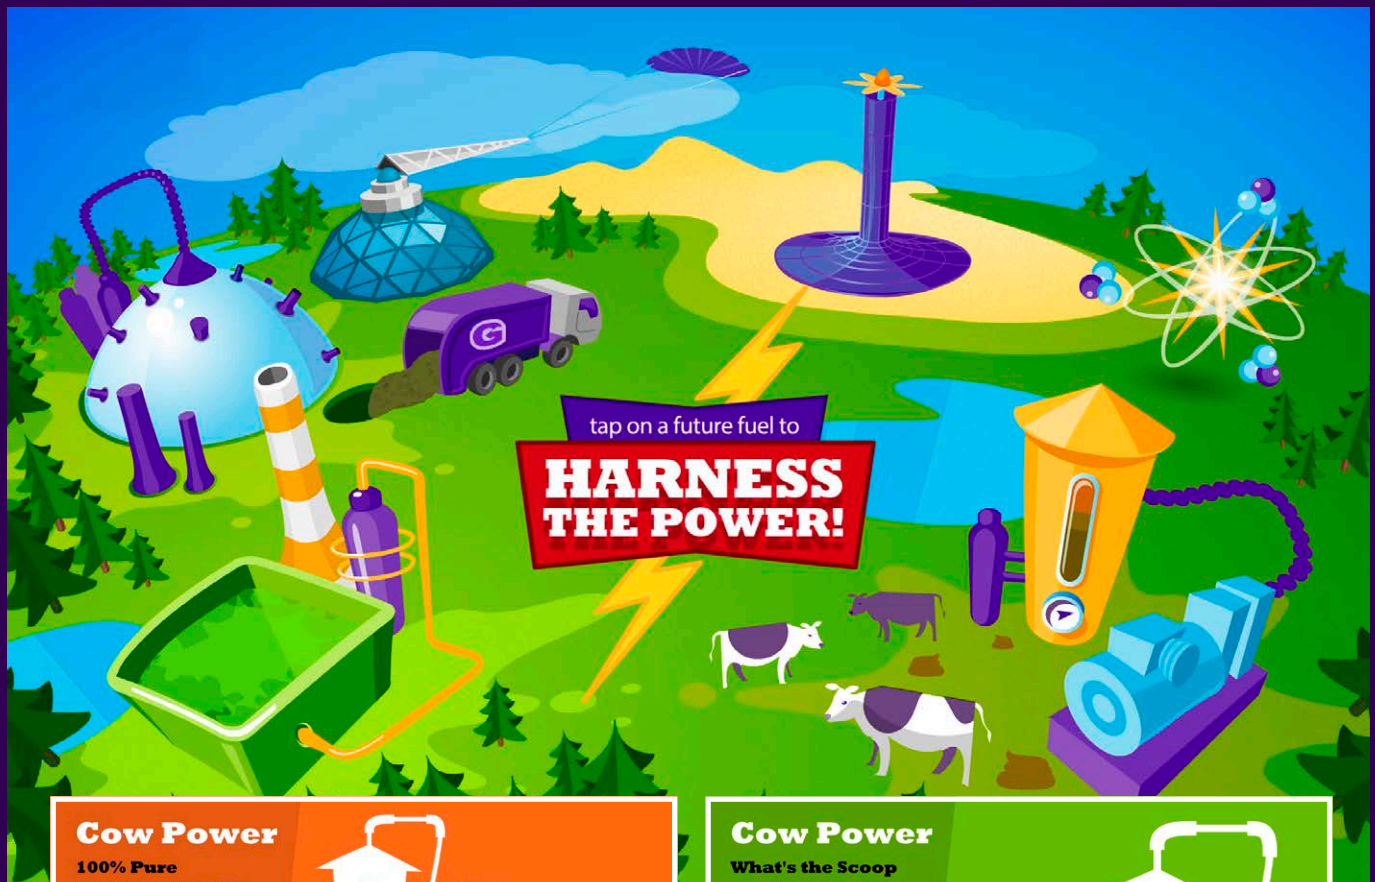 G
tap on a future fuel to
HARNESS
THE POWER!
Cow Power
100% Pure
Cow Power
What's the Scoop